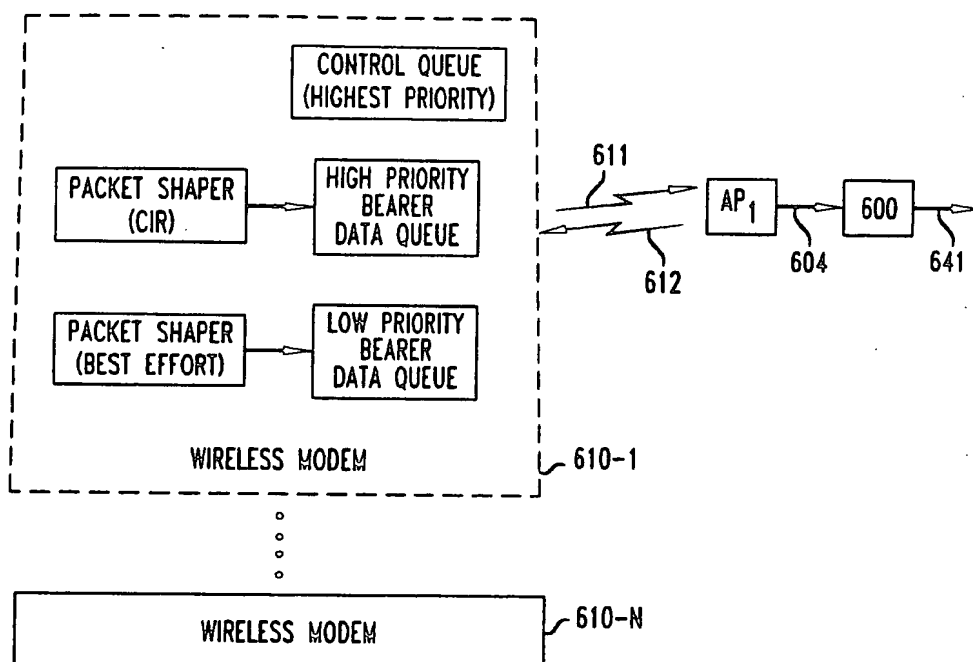 CONTROL QUEUE
(HIGHEST PRIORITY)
PACKET SHAPER
(CIR)
HIGH PRIORITY
BEARER
DATA QUEUE
611
612
AP1
604
600
641
PACKET SHAPER
(BEST EFFORT)
LOW PRIORITY
BEARER
DATA QUEUE
WIRELESS MODEM
610-1
WIRELESS MODEM
610-N